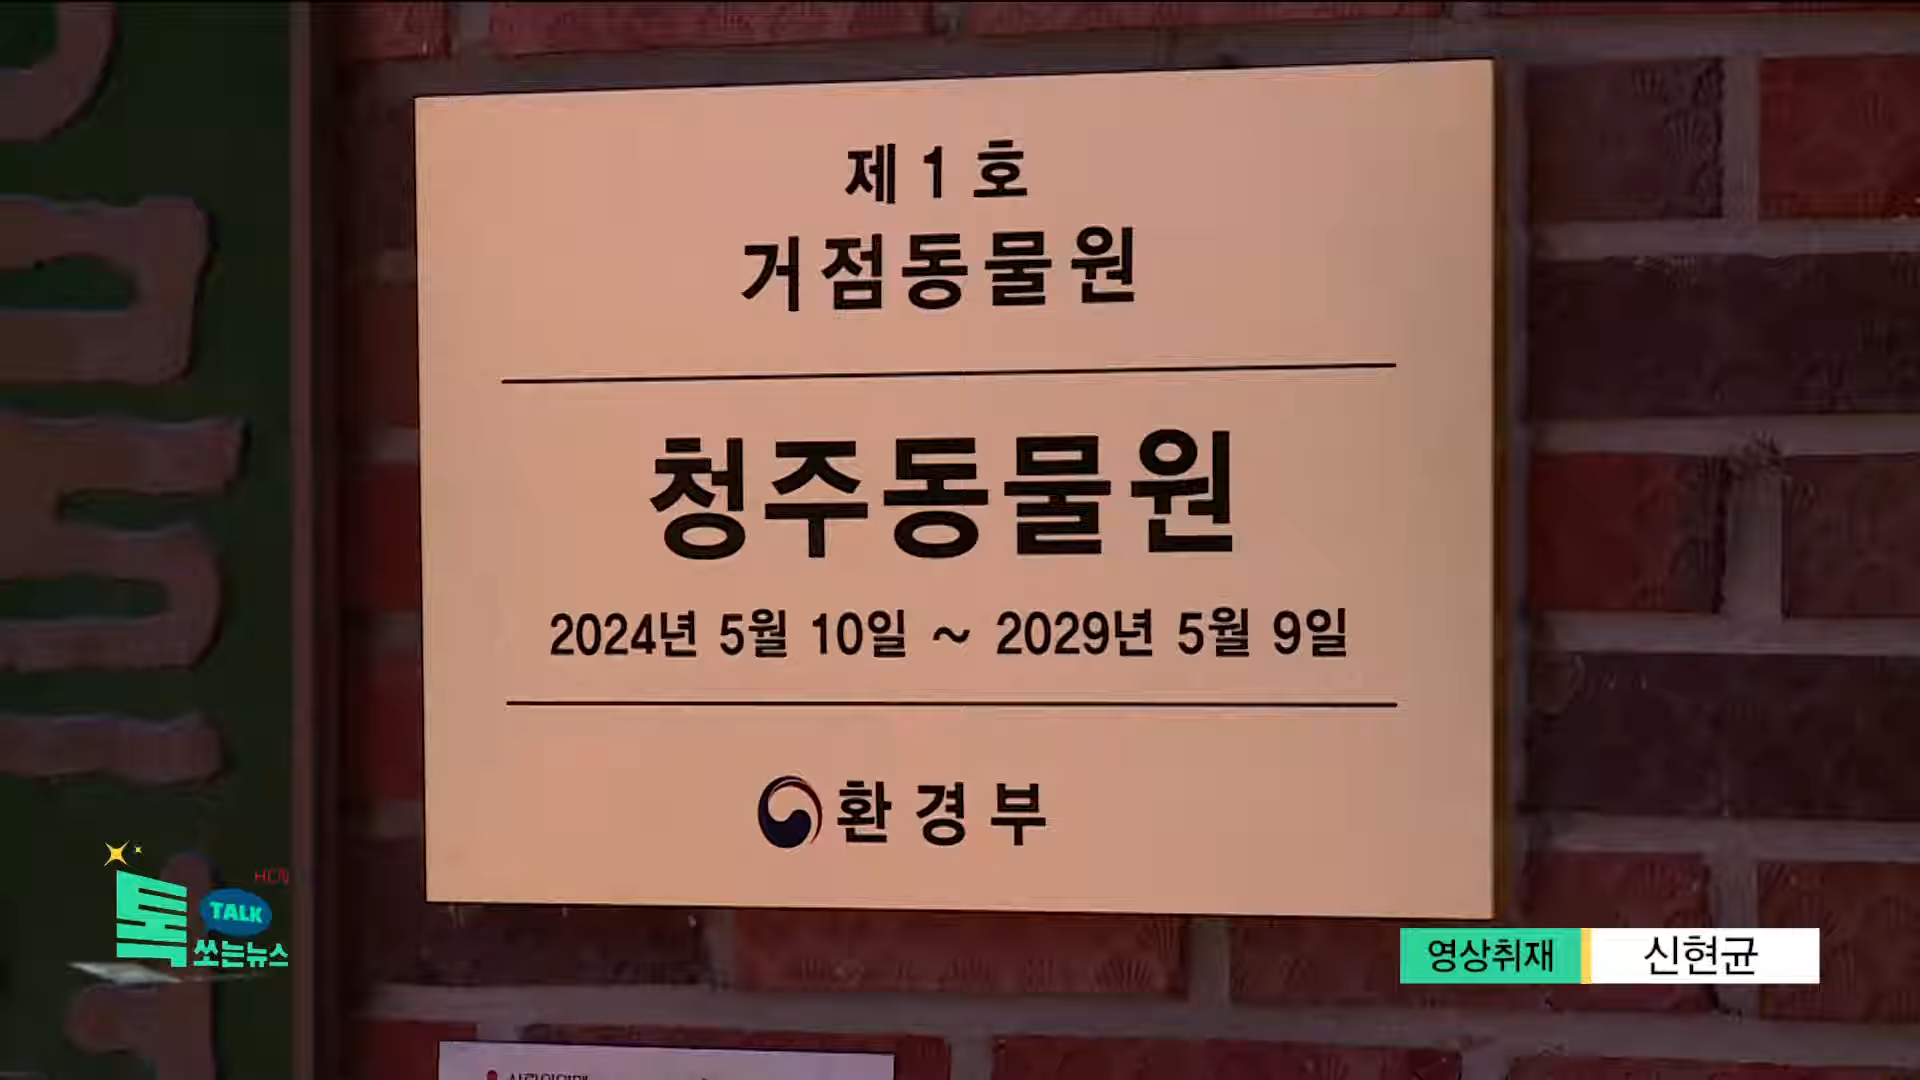 제1호
거점동물원
청주동물원
2024년 5월 10일 ~ 2029년 5월 9일
환경부
HCN
톡 TALK
쏘는뉴스
영상취재 신현균